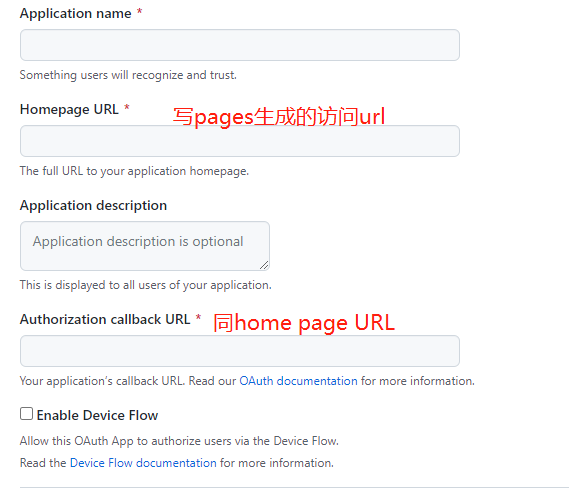 Application name *
Something users will recognize and trust.
Homepage URL *
写pages生成的访问url
The full URL to your application homepage.
Application description
Application description is optional
This is displayed to all users of your application.
Authorization callback URL *
同home page URL
Your application's callback URL. Read our OAuth documentation for more information.
Enable Device Flow
Allow this OAuth App to authorize users via the Device Flow.
Read the Device Flow documentation for more information.